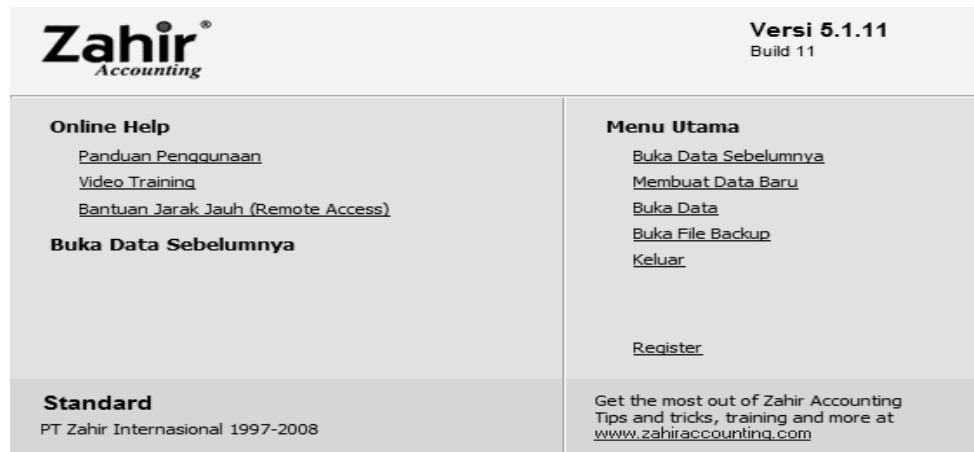 Zahir®
Accounting
Versi 5.1.11
Build 11
Online Help
Panduan Penggunaan
Video Training
Bantuan Jarak Jauh (Remote Access)
Buka Data Sebelumnya
Menu Utama
Buka Data Sebelumnya
Membuat Data Baru
Buka Data
Buka File Backup
Keluar
Register
Standard
PT Zahir Internasional 1997-2008
Get the most out of Zahir Accounting
Tips and tricks, training and more at
www.zahiraccounting.com